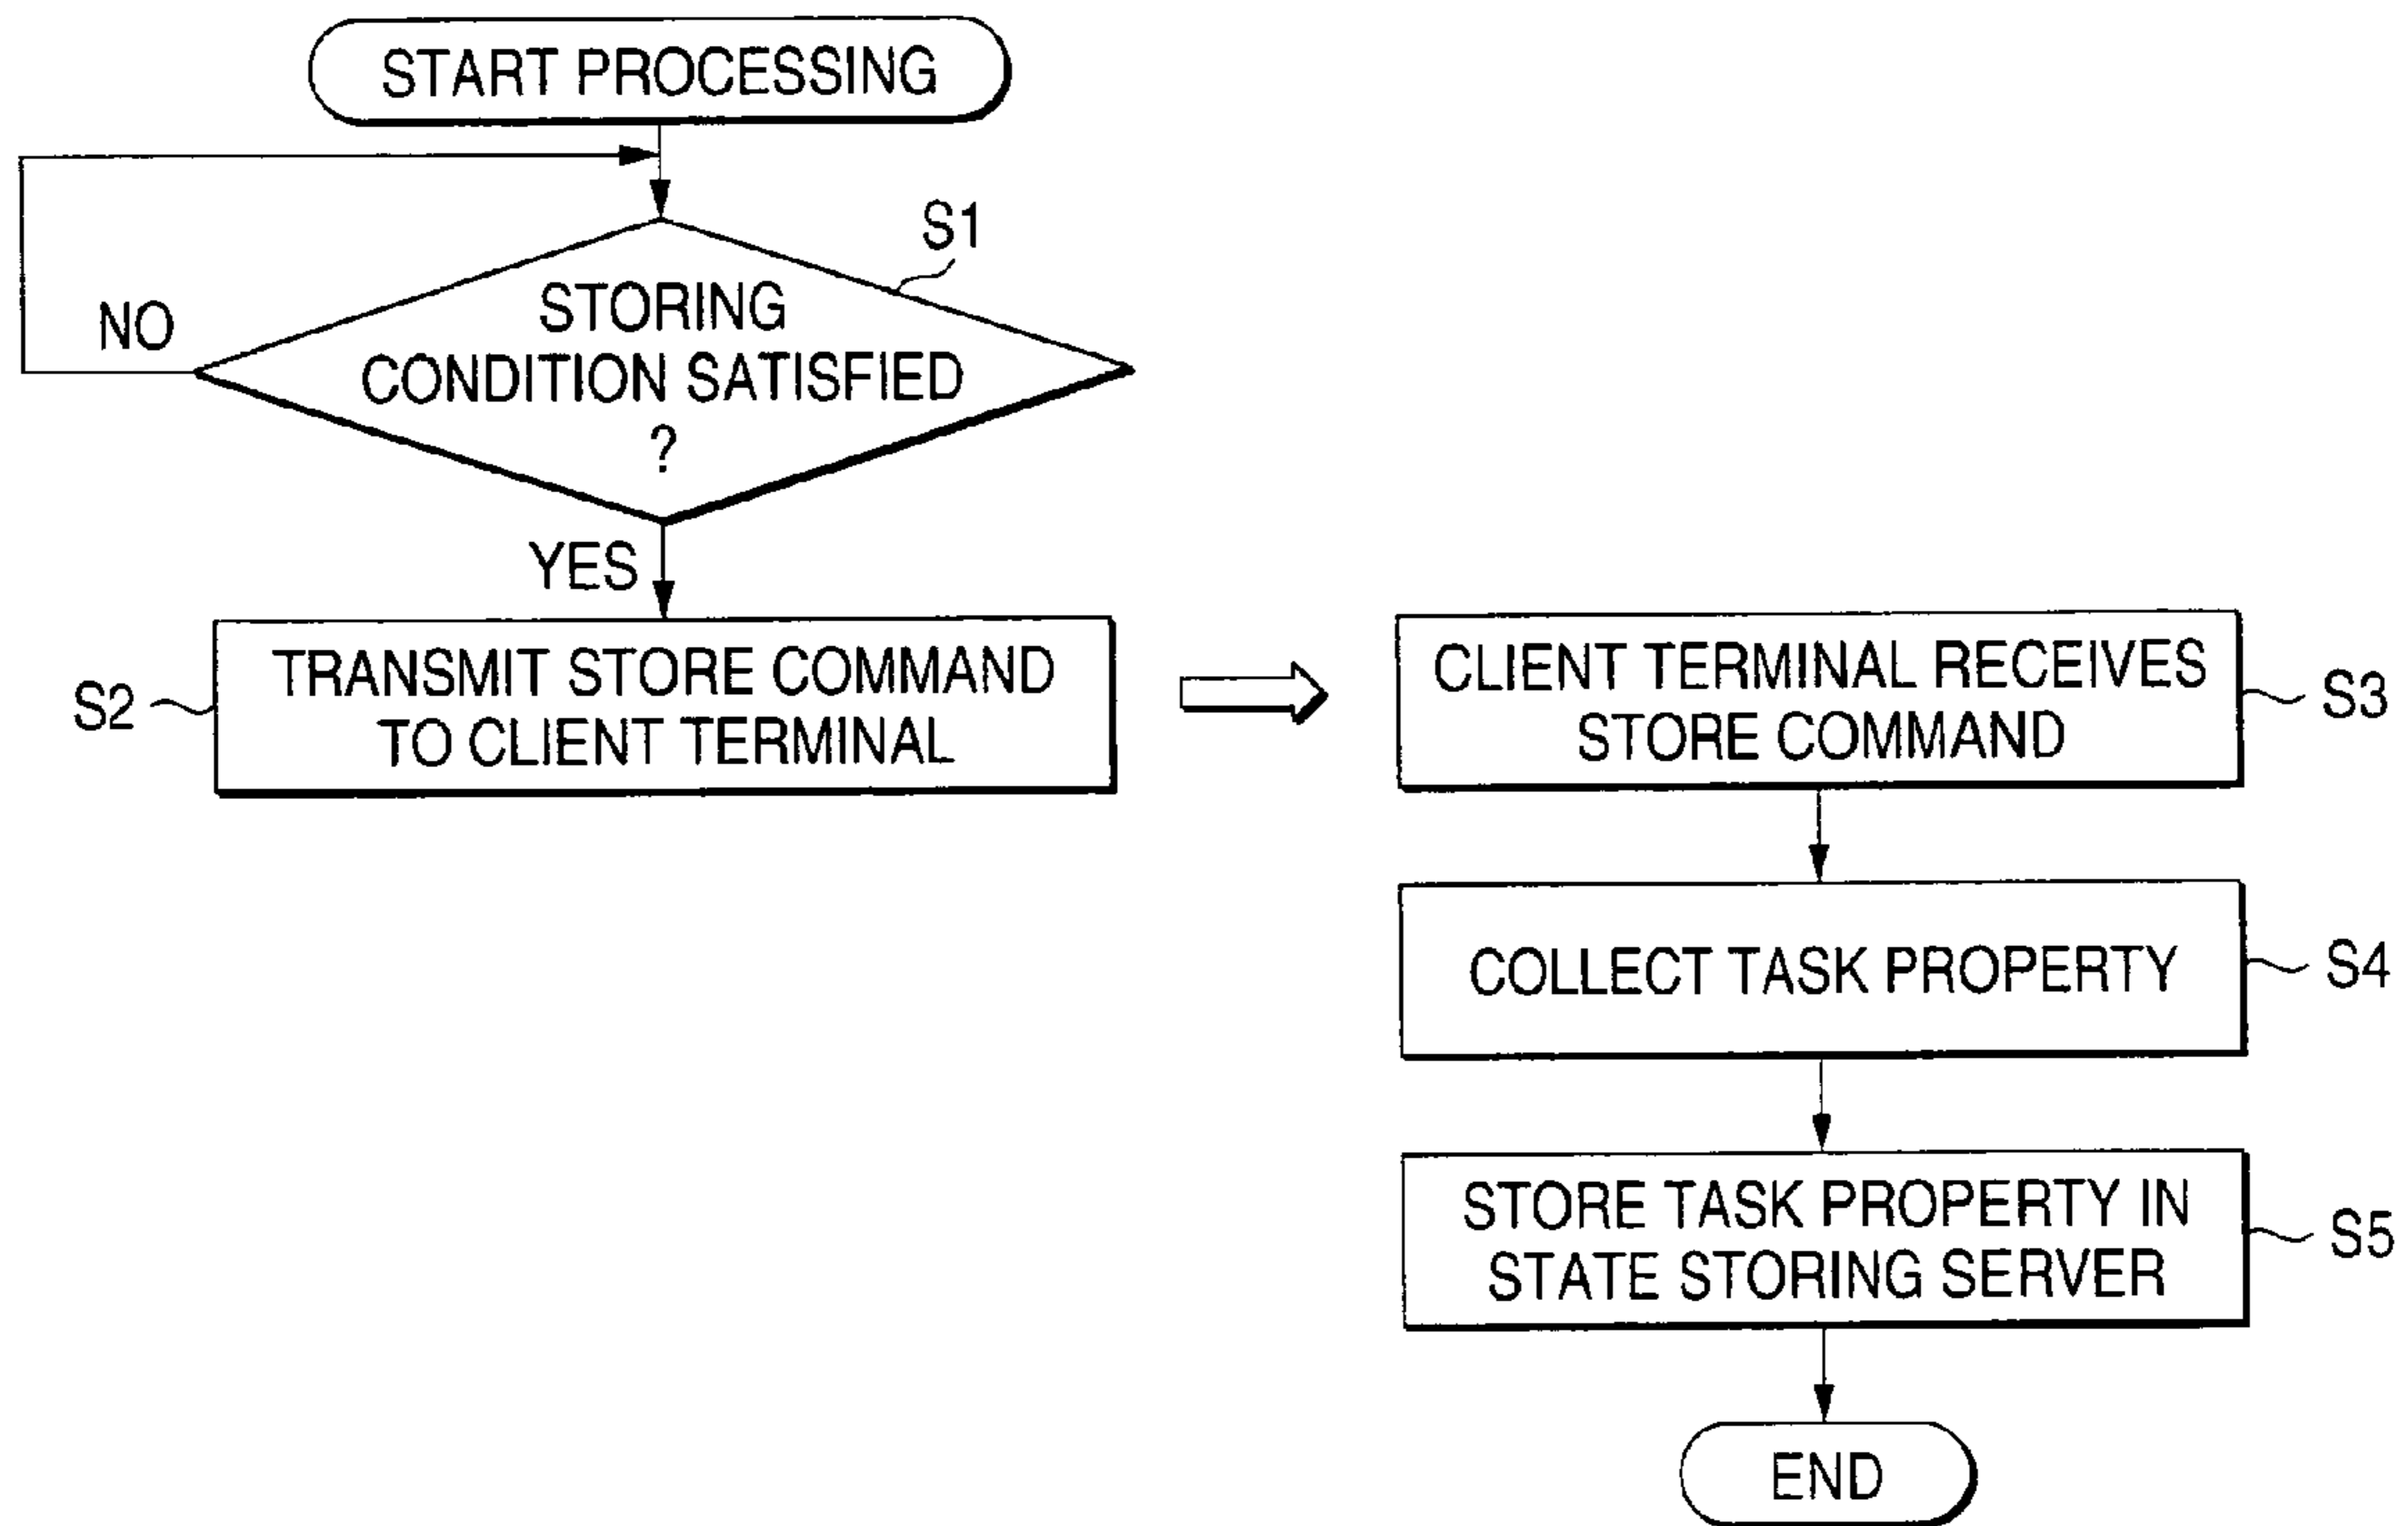 START PROCESSING
S1
STORING
CONDITION SATISFIED
?
NO
YES
S2
TRANSMIT STORE COMMAND
TO CLIENT TERMINAL
CLIENT TERMINAL RECEIVES
STORE COMMAND
S3
COLLECT TASK PROPERTY
S4
STORE TASK PROPERTY IN
STATE STORING SERVER
S5
END